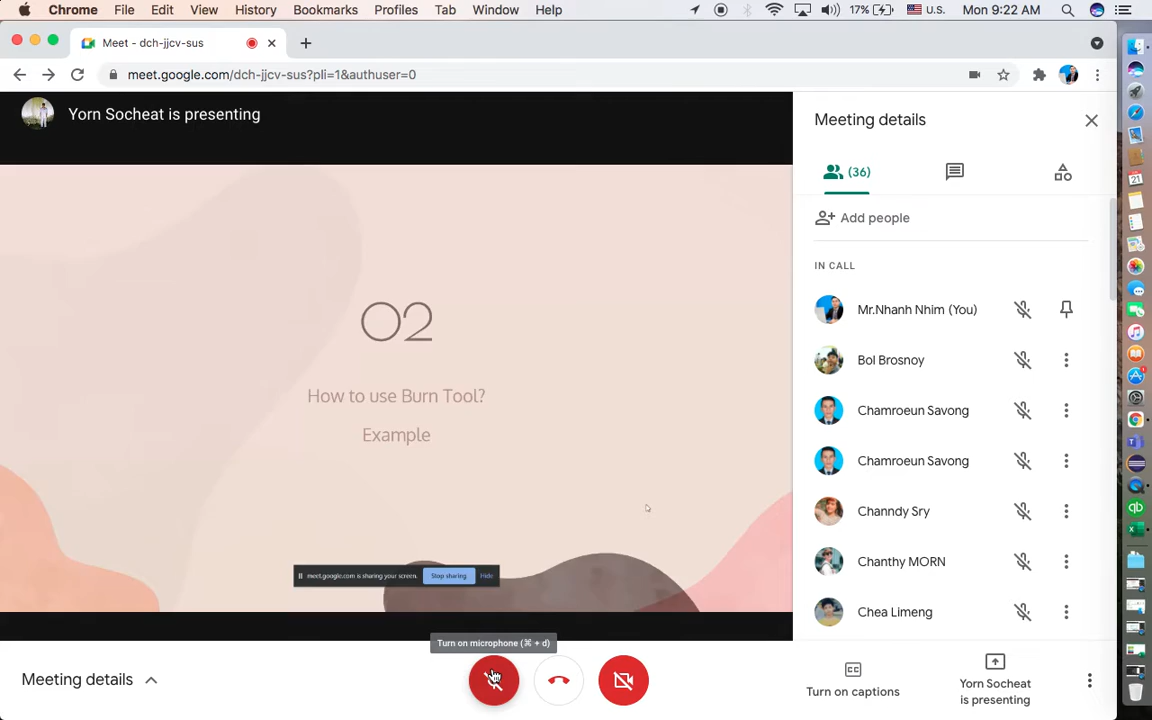 Chrome File Edit View History Bookmarks Profiles Tab Window Help
17% U.S. Mon 9:22 AM
Meet - dch-jjcv-sus
meet.google.com/dch-jjcv-sus?pli=1&authuser=0
Yorn Socheat is presenting
02
How to use Burn Tool?
Example
meet.google.com is sharing your screen. Stop sharing Hide
Turn on microphone (⌘ + d)
Meeting details
Meeting details
(36)
Add people
IN CALL
Mr.Nhanh Nhim (You)
Bol Brosnoy
Chamroeun Savong
Chamroeun Savong
Channdy Sry
Chanthy MORN
Chea Limeng
CC
Turn on captions
Yorn Socheat
is presenting
21